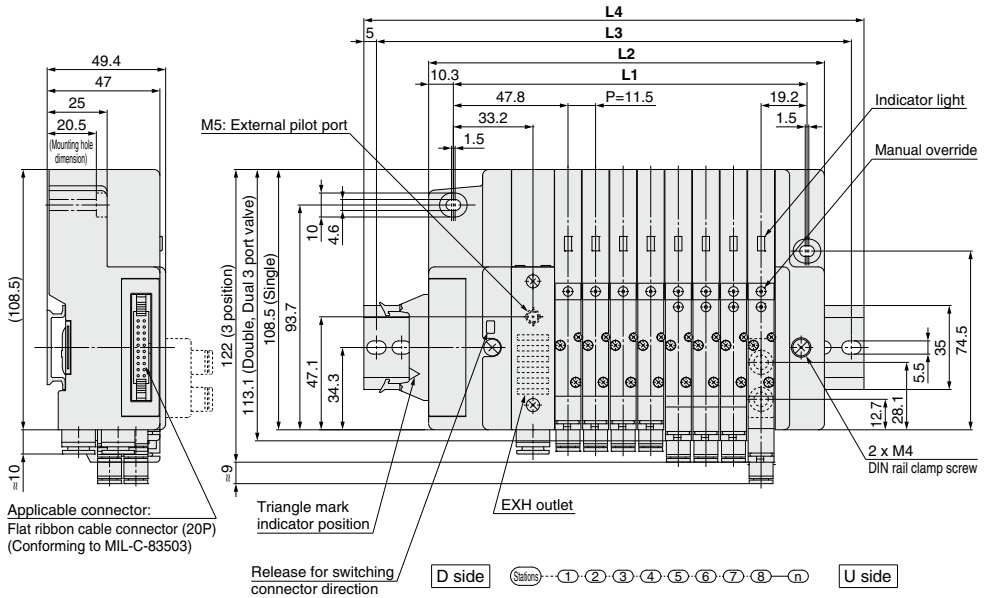 L4
5
L3
L2
49.4
10.3
L1
47
47.8
P=11.5
19.2
25
Indicator light
33.2
1.5
20.5
M5: External pilot port
1.5
(Mounting hole
dimension)
Manual override
10
4.6
(108.5)
122 (3 position)
113.1 (Double, Dual 3 port valve)
108.5 (Single)
93.7
47.1
34.3
35
74.5
5.5
12.7
28.1
≈10
≈9
2 x M4
DIN rail clamp screw
Applicable connector:
Flat ribbon cable connector (20P)
(Conforming to MIL-C-83503)
Triangle mark
indicator position
EXH outlet
Release for switching
connector direction
D side
Stations
1
2
3
4
5
6
7
8
n
U side